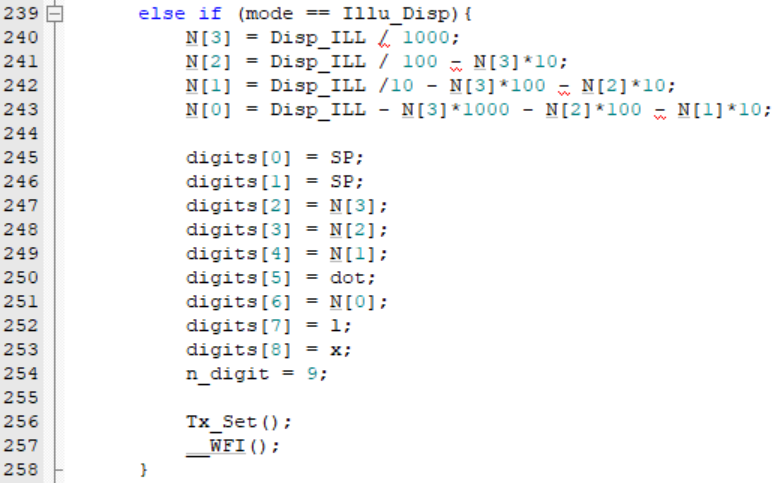 239 else if (mode == Illu_Disp){
240 N[3] = Disp_ILL / 1000;
241 N[2] = Disp_ILL / 100 - N[3]*10;
242 N[1] = Disp_ILL /10 - N[3]*100 - N[2]*10;
243 N[0] = Disp_ILL - N[3]*1000 - N[2]*100 - N[1]*10;
244
245 digits[0] = SP;
246 digits[1] = SP;
247 digits[2] = N[3];
248 digits[3] = N[2];
249 digits[4] = N[1];
250 digits[5] = dot;
251 digits[6] = N[0];
252 digits[7] = l;
253 digits[8] = x;
254 n_digit = 9;
255
256 Tx_Set();
257 __WFI();
258 }